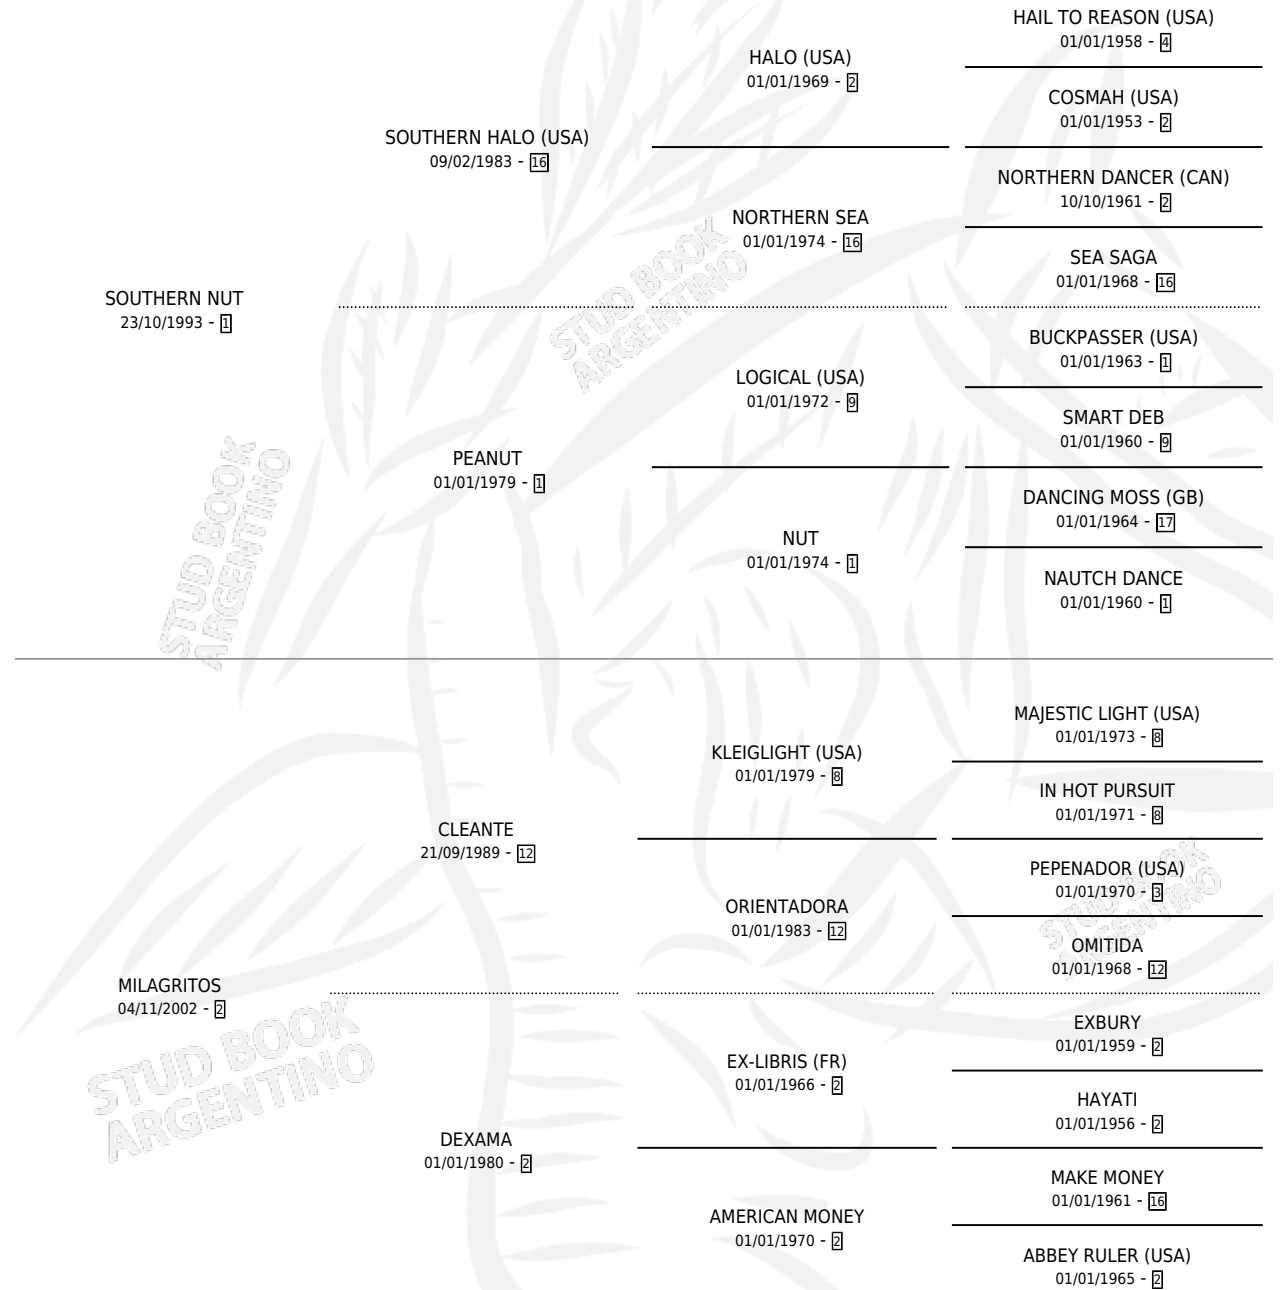 HAIL TO REASON (USA)
01/01/1958 - 4
HALO (USA)
01/01/1969 - 2
COSMAH (USA)
01/01/1953 - 2
SOUTHERN HALO (USA)
09/02/1983 - 16
NORTHERN DANCER (CAN)
10/10/1961 - 2
NORTHERN SEA
01/01/1974 - 16
SEA SAGA
01/01/1968 - 16
SOUTHERN NUT
23/10/1993 - 1
STUD BOOK
ARGENTINO
BUCKPASSER (USA)
01/01/1963 - 1
LOGICAL (USA)
01/01/1972 - 9
SMART DEB
01/01/1960 - 9
PEANUT
01/01/1979 - 1
DANCING MOSS (GB)
01/01/1964 - 17
NUT
01/01/1974 - 1
NAUTCH DANCE
01/01/1960 - 1
STUD BOOK
ARGENTINO
MAJESTIC LIGHT (USA)
01/01/1973 - 8
KLEIGLIGHT (USA)
01/01/1979 - 8
IN HOT PURSUIT
01/01/1971 - 8
CLEANTE
21/09/1989 - 12
PEPENADOR (USA)
01/01/1970 - 3
ORIENTADORA
01/01/1983 - 12
OMITIDA
01/01/1968 - 12
STUD BOOK
ARGENTINO
MILAGRITOS
04/11/2002 - 2
STUD BOOK
ARGENTINO
EXBURY
01/01/1959 - 2
EX-LIBRIS (FR)
01/01/1966 - 2
HAYATI
01/01/1956 - 2
DEXAMA
01/01/1980 - 2
MAKE MONEY
01/01/1961 - 16
AMERICAN MONEY
01/01/1970 - 2
ABBEY RULER (USA)
01/01/1965 - 2